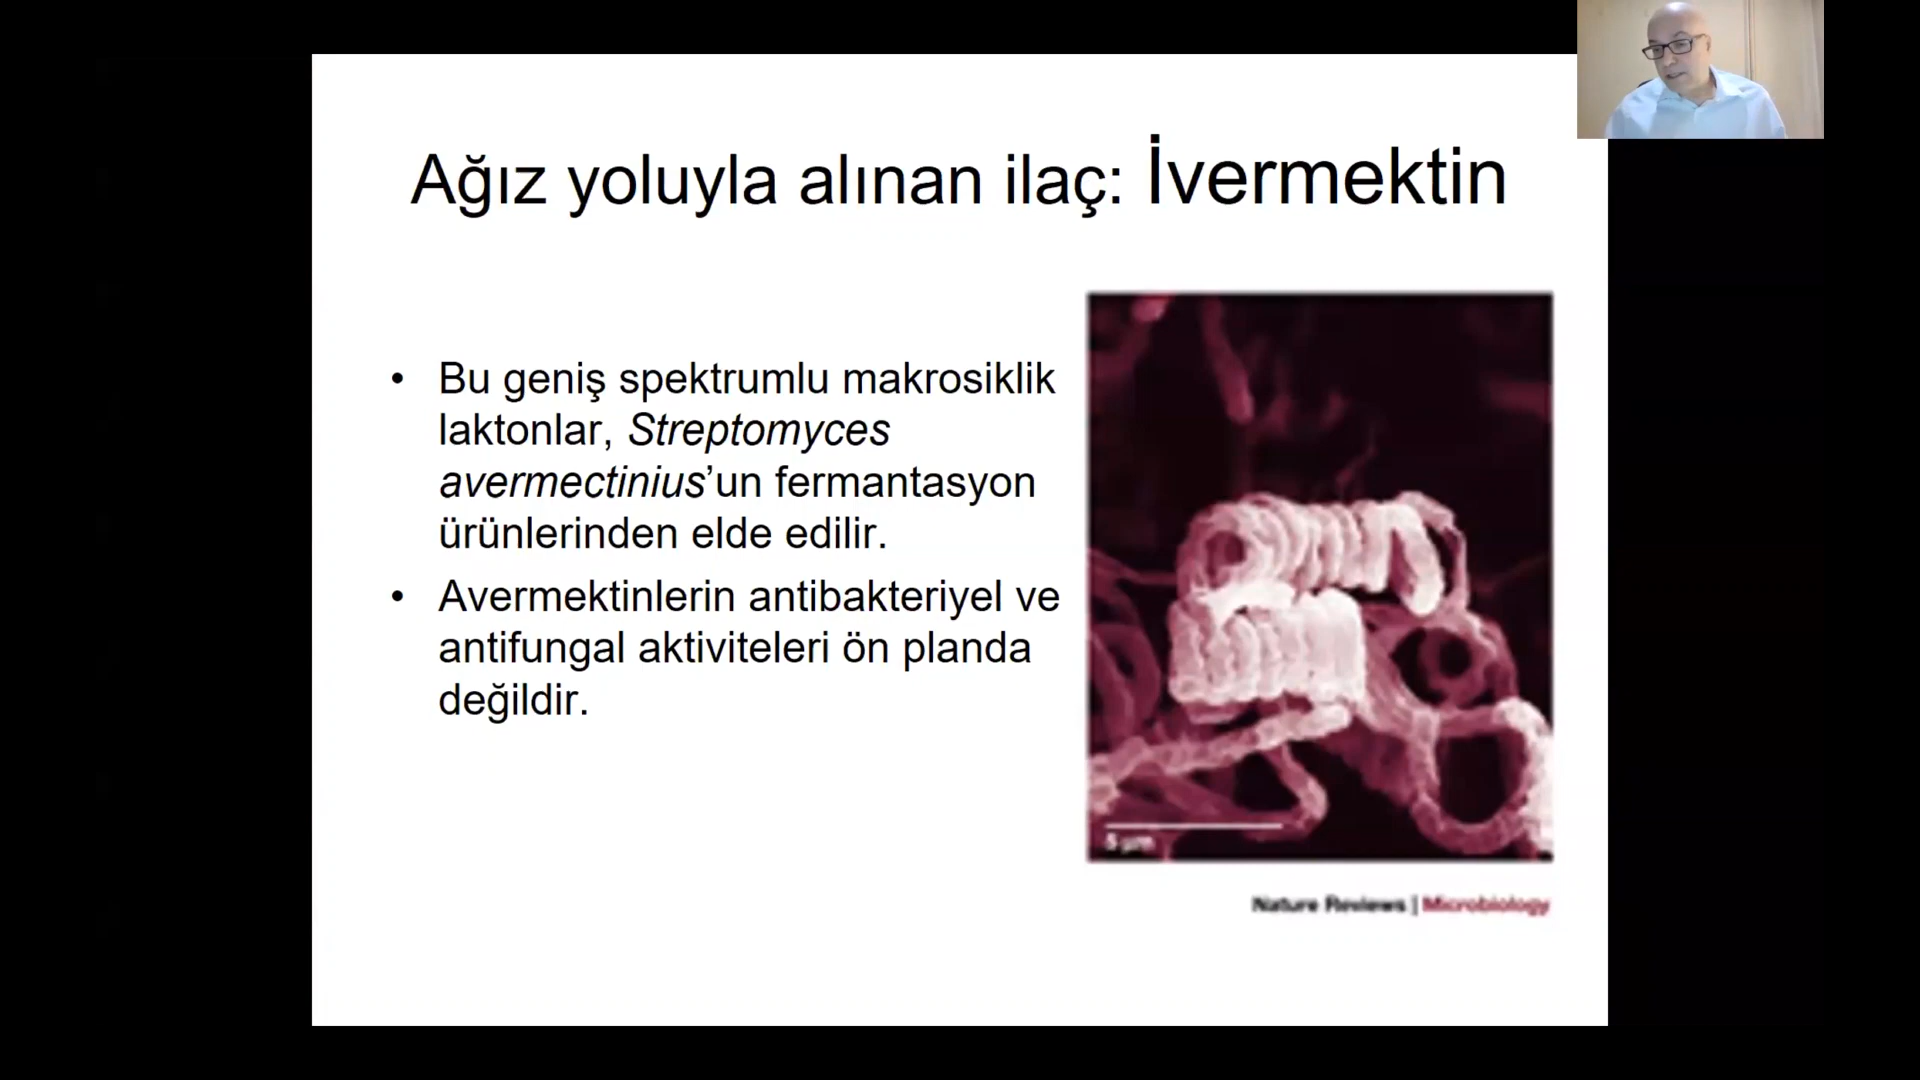 Ağız yoluyla alınan ilaç: İvermektin
• Bu geniş spektrumlu makrosiklik
laktonlar, Streptomyces
avermectinius’un fermantasyon
ürünlerinden elde edilir.
• Avermektinlerin antibakteriyel ve
antifungal aktiviteleri ön planda
değildir.
5 µm
Nature Reviews | Microbiology